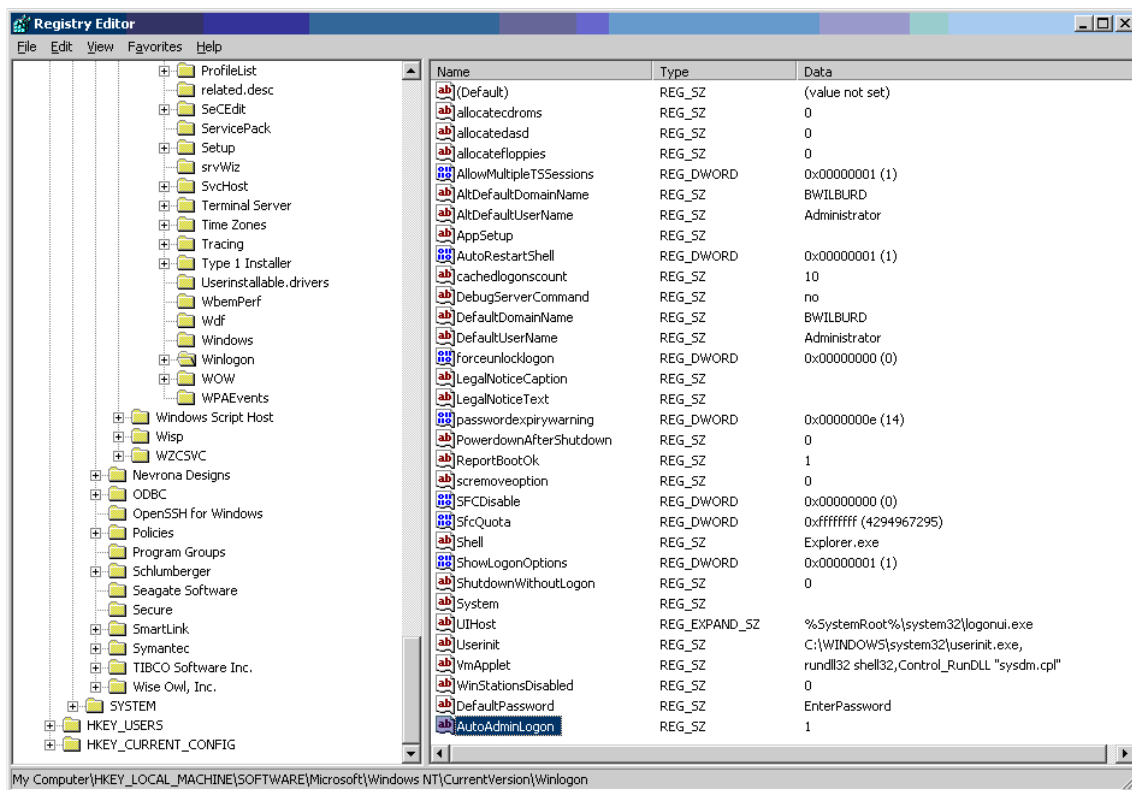 Registry Editor
File Edit View Favorites Help
ProfileList
related.desc
SeCEdit
ServicePack
Setup
srvWiz
SvcHost
Terminal Server
Time Zones
Tracing
Type 1 Installer
Userinstallable.drivers
WbemPerf
Wdf
Windows
Winlogon
WOW
WPAEvents
Windows Script Host
Wisp
WZCSVC
Nevrona Designs
ODBC
OpenSSH for Windows
Policies
Program Groups
Schlumberger
Seagate Software
Secure
SmartLink
Symantec
TIBCO Software Inc.
Wise Owl, Inc.
SYSTEM
HKEY_USERS
HKEY_CURRENT_CONFIG
Name Type Data
(Default) REG_SZ (value not set)
allocatecdroms REG_SZ 0
allocatedasd REG_SZ 0
allocatefloppies REG_SZ 0
AllowMultipleTSSessions REG_DWORD 0x00000001 (1)
AltDefaultDomainName REG_SZ BWILBURD
AltDefaultUserName REG_SZ Administrator
AppSetup REG_SZ
AutoRestartShell REG_DWORD 0x00000001 (1)
cachedlogonscount REG_SZ 10
DebugServerCommand REG_SZ no
DefaultDomainName REG_SZ BWILBURD
DefaultUserName REG_SZ Administrator
forceunlocklogon REG_DWORD 0x00000000 (0)
LegalNoticeCaption REG_SZ
LegalNoticeText REG_SZ
passwordexpirywarning REG_DWORD 0x0000000e (14)
PowerdownAfterShutdown REG_SZ 0
ReportBootOk REG_SZ 1
scremoveoption REG_SZ 0
SFCDisable REG_DWORD 0x00000000 (0)
SfcQuota REG_DWORD 0xffffffff (4294967295)
Shell REG_SZ Explorer.exe
ShowLogonOptions REG_DWORD 0x00000001 (1)
ShutdownWithoutLogon REG_SZ 0
System REG_SZ
UIHost REG_EXPAND_SZ %SystemRoot%\system32\logonui.exe
Userinit REG_SZ C:\WINDOWS\system32\userinit.exe,
VmApplet REG_SZ rundll32 shell32,Control_RunDLL "sysdm.cpl"
WinStationsDisabled REG_SZ 0
DefaultPassword REG_SZ EnterPassword
AutoAdminLogon REG_SZ 1
My Computer\HKEY_LOCAL_MACHINE\SOFTWARE\Microsoft\Windows NT\CurrentVersion\Winlogon